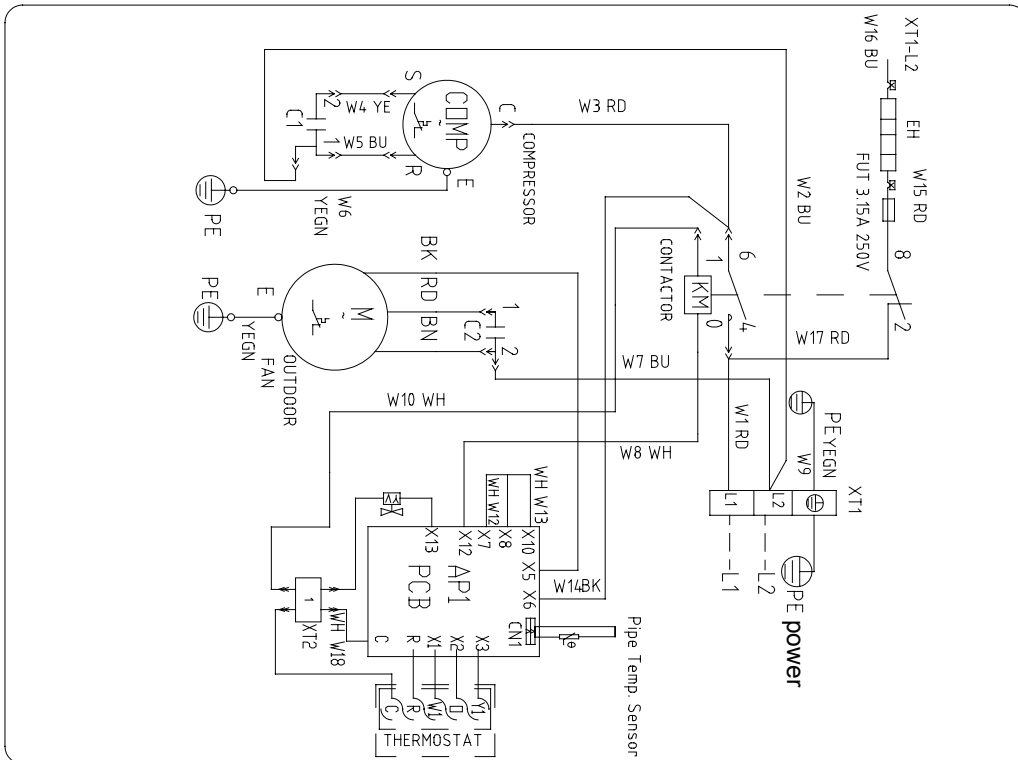 XT1-L2
W16 BU
EH
W15 RD
FUT 3.15A 250V
8
2
W17 RD
S
2
W4 YE
C1
1
W5 BU
COMP
~
C
R
E
COMPRESSOR
W3 RD
W2 BU
W6
YEGN
PE
BK
RD
BN
M
~
E
PE
YEGN
OUTDOOR
FAN
1
C2
2
CONTACTOR
KM
1
0
6
4
W7 BU
W10 WH
W8 WH
W1 RD
PE YEGN
W9
XT1
L1
L2
L1
L2
PE power
WH W12
WH W13
X13
X12
X7
X8
X10
X5
X6
W14BK
AP1
PCB
CN1
θ
Pipe Temp. Sensor
1
XT2
WH W18
C
R
X1
X2
X3
C
R
W1
O
Y1
THERMOSTAT